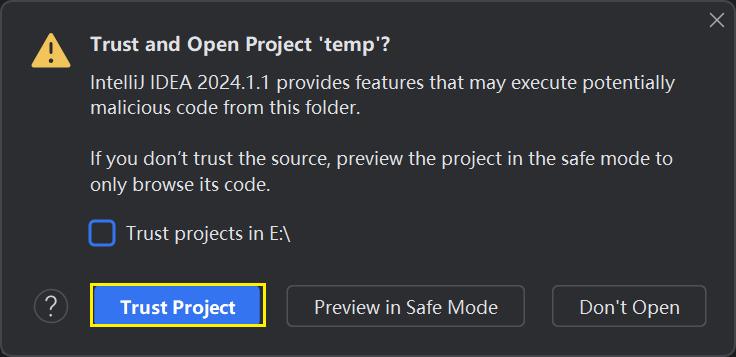 Trust and Open Project 'temp'?
IntelliJ IDEA 2024.1.1 provides features that may execute potentially
malicious code from this folder.
If you don’t trust the source, preview the project in the safe mode to
only browse its code.
Trust projects in E:\
? Trust Project Preview in Safe Mode Don't Open